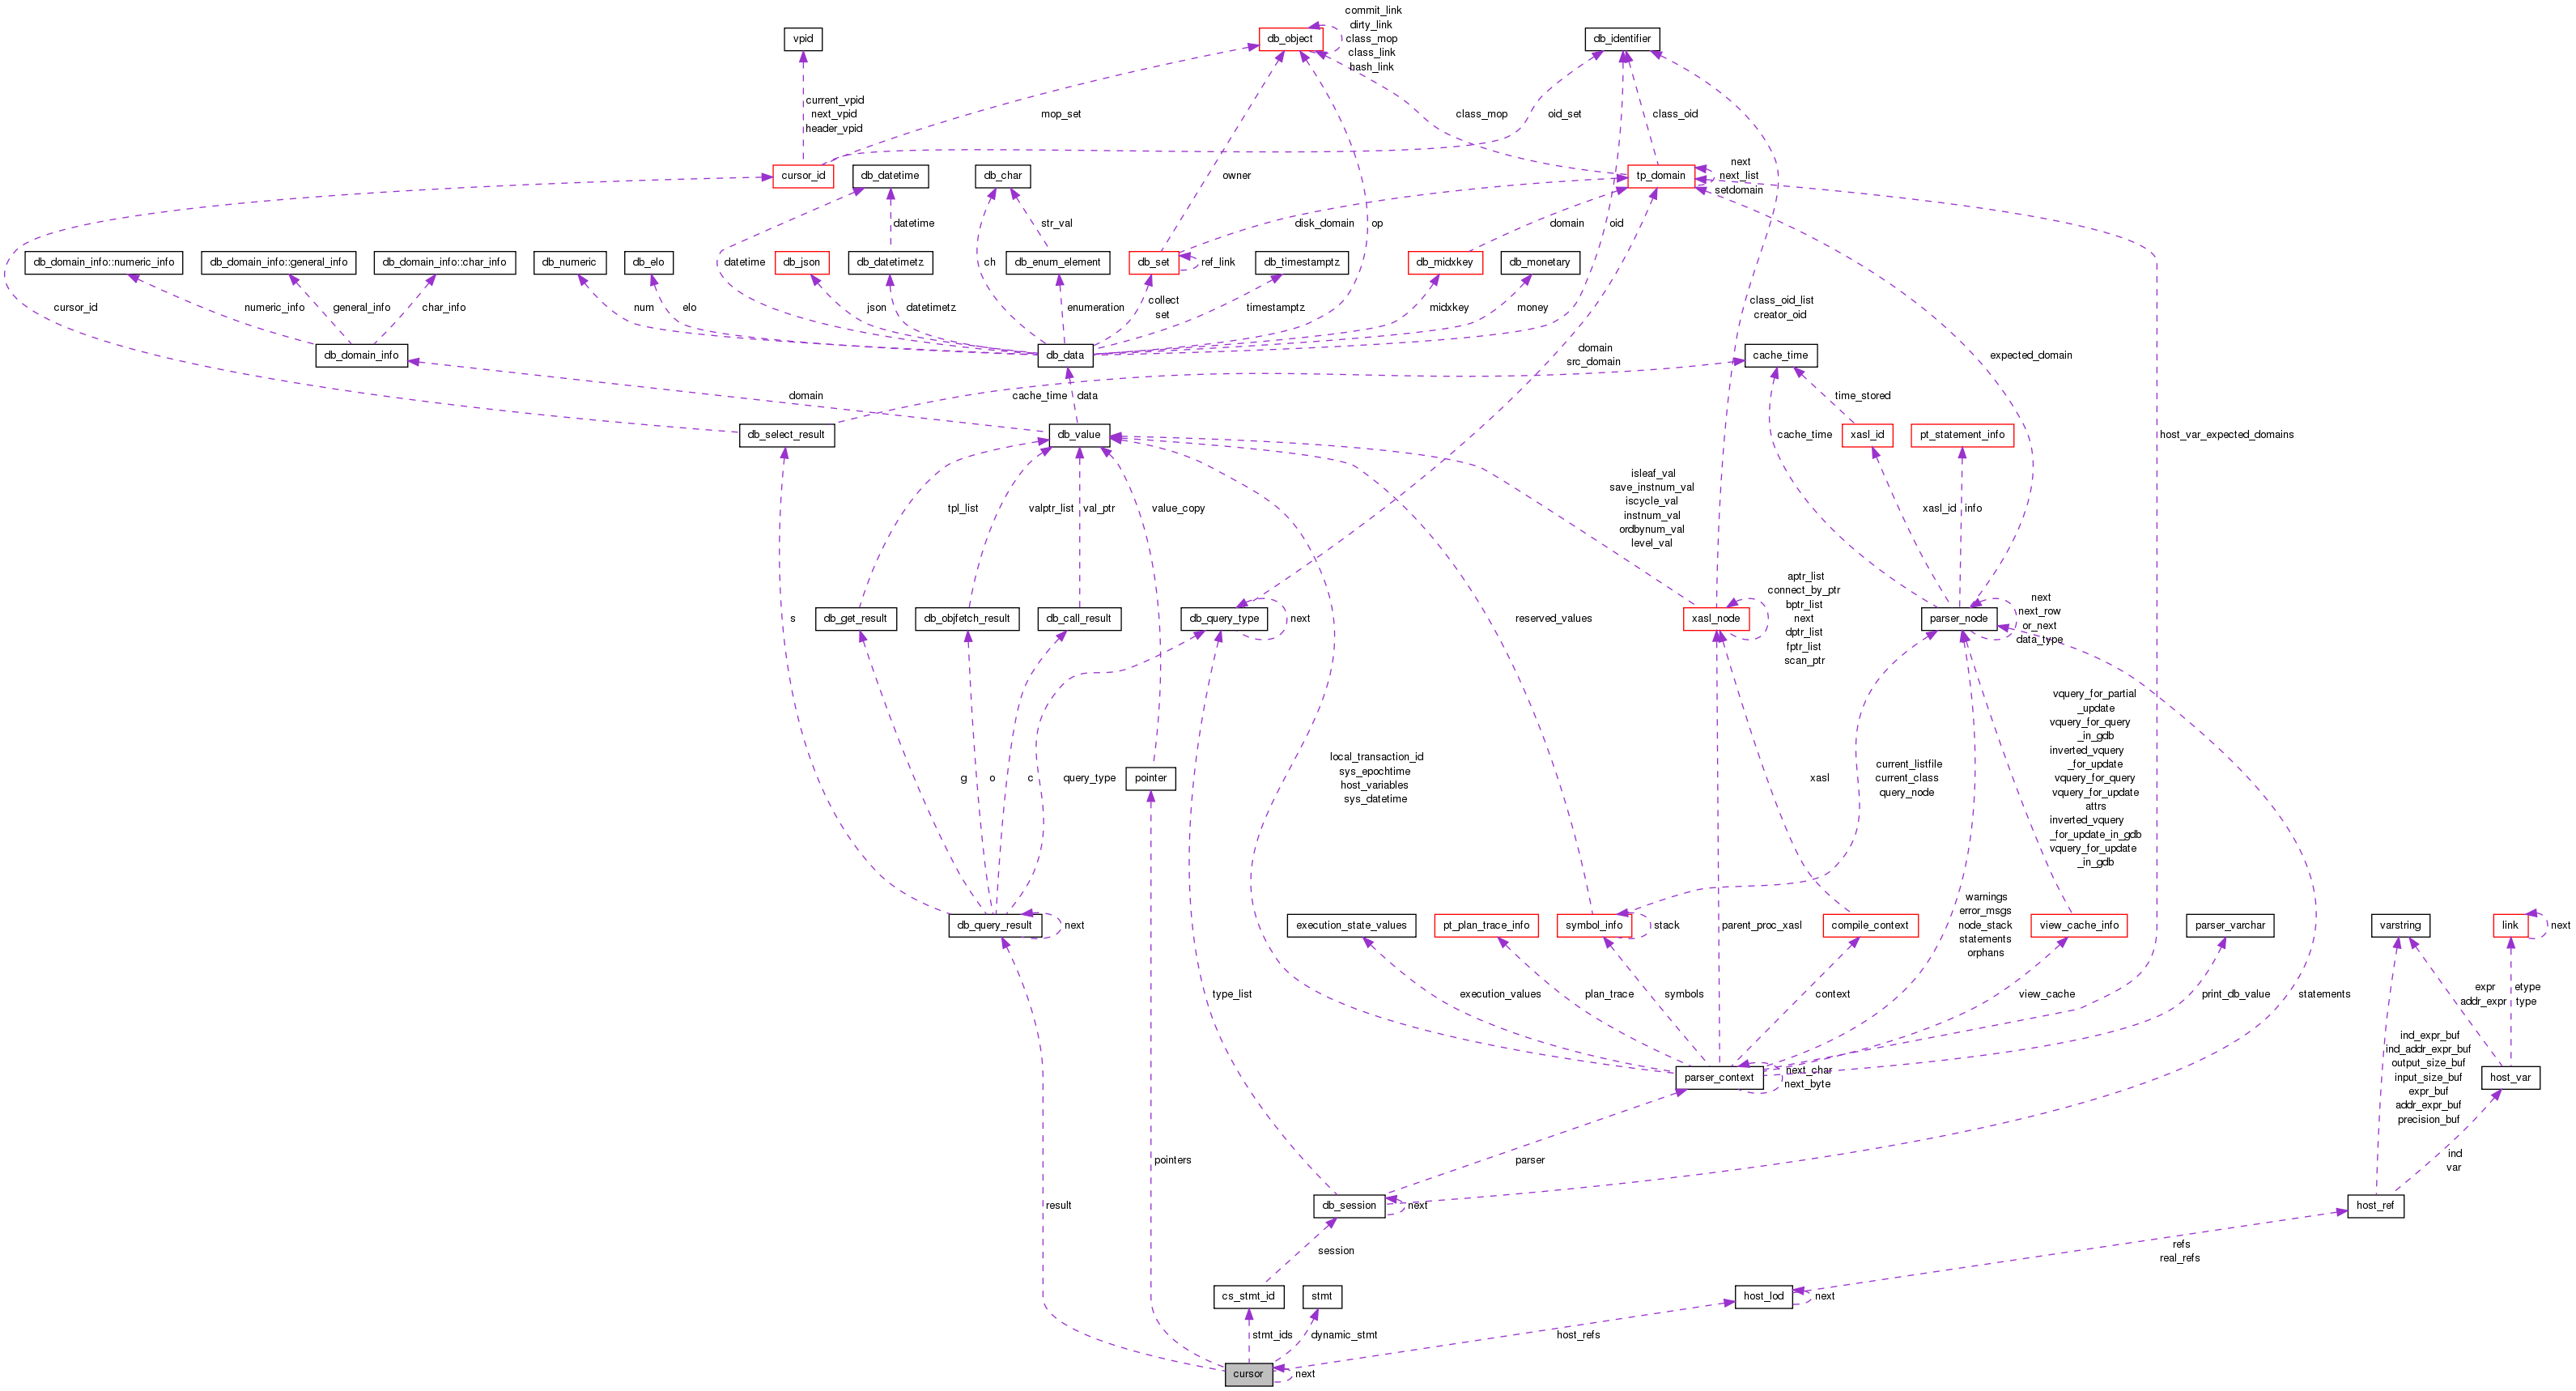 commit_link
dirty_link
class_mop
class_link
hash_link
vpid
db_object
db_identifier
current_vpid
next_vpid
header_vpid
mop_set
class_mop
oid_set
class_oid
cursor_id
db_datetime
db_char
owner
tp_domain
next
next_list
setdomain
datetime
str_val
disk_domain
domain
oid
op
db_domain_info::numeric_info
db_domain_info::general_info
db_domain_info::char_info
db_numeric
db_elo
datetime
db_json
db_datetimetz
ch
db_enum_element
db_set
ref_link
db_timestamptz
db_midxkey
db_monetary
cursor_id
numeric_info
general_info
char_info
num
elo
json
datetimetz
enumeration
collect
set
timestamptz
midxkey
money
class_oid_list
creator_oid
db_domain_info
db_data
domain
src_domain
cache_time
expected_domain
domain
cache_time
data
time_stored
db_select_result
db_value
cache_time
xasl_id
pt_statement_info
host_var_expected_domains
isleaf_val
save_instnum_val
iscycle_val
instnum_val
ordbynum_val
level_val
tpl_list
valptr_list
val_ptr
value_copy
xasl_id
info
s
db_get_result
db_objfetch_result
db_call_result
db_query_type
next
reserved_values
xasl_node
aptr_list
connect_by_ptr
bptr_list
next
dptr_list
fptr_list
scan_ptr
parser_node
next
next_row
or_next
data_type
g
o
c
query_type
pointer
local_transaction_id
sys_epochtime
host_variables
sys_datetime
xasl
current_listfile
current_class
query_node
vquery_for_partial
_update
vquery_for_query
_in_gdb
inverted_vquery
_for_update
vquery_for_query
vquery_for_update
attrs
inverted_vquery
_for_update_in_gdb
vquery_for_update
_in_gdb
db_query_result
next
execution_state_values
pt_plan_trace_info
symbol_info
stack
parent_proc_xasl
compile_context
warnings
error_msgs
node_stack
statements
orphans
view_cache_info
parser_varchar
varstring
link
next
type_list
execution_values
plan_trace
symbols
context
view_cache
print_db_value
statements
expr
addr_expr
etype
type
ind_expr_buf
ind_addr_expr_buf
output_size_buf
input_size_buf
expr_buf
addr_expr_buf
precision_buf
parser_context
next_char
next_byte
host_var
pointers
parser
ind
var
result
db_session
next
host_ref
session
refs
real_refs
cs_stmt_id
stmt
host_lod
next
stmt_ids
dynamic_stmt
host_refs
cursor
next